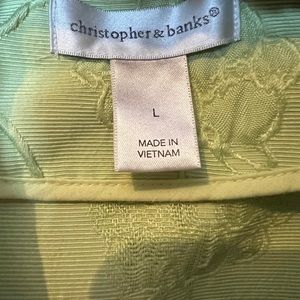 christopher & banks®
L
MADE IN
VIETNAM